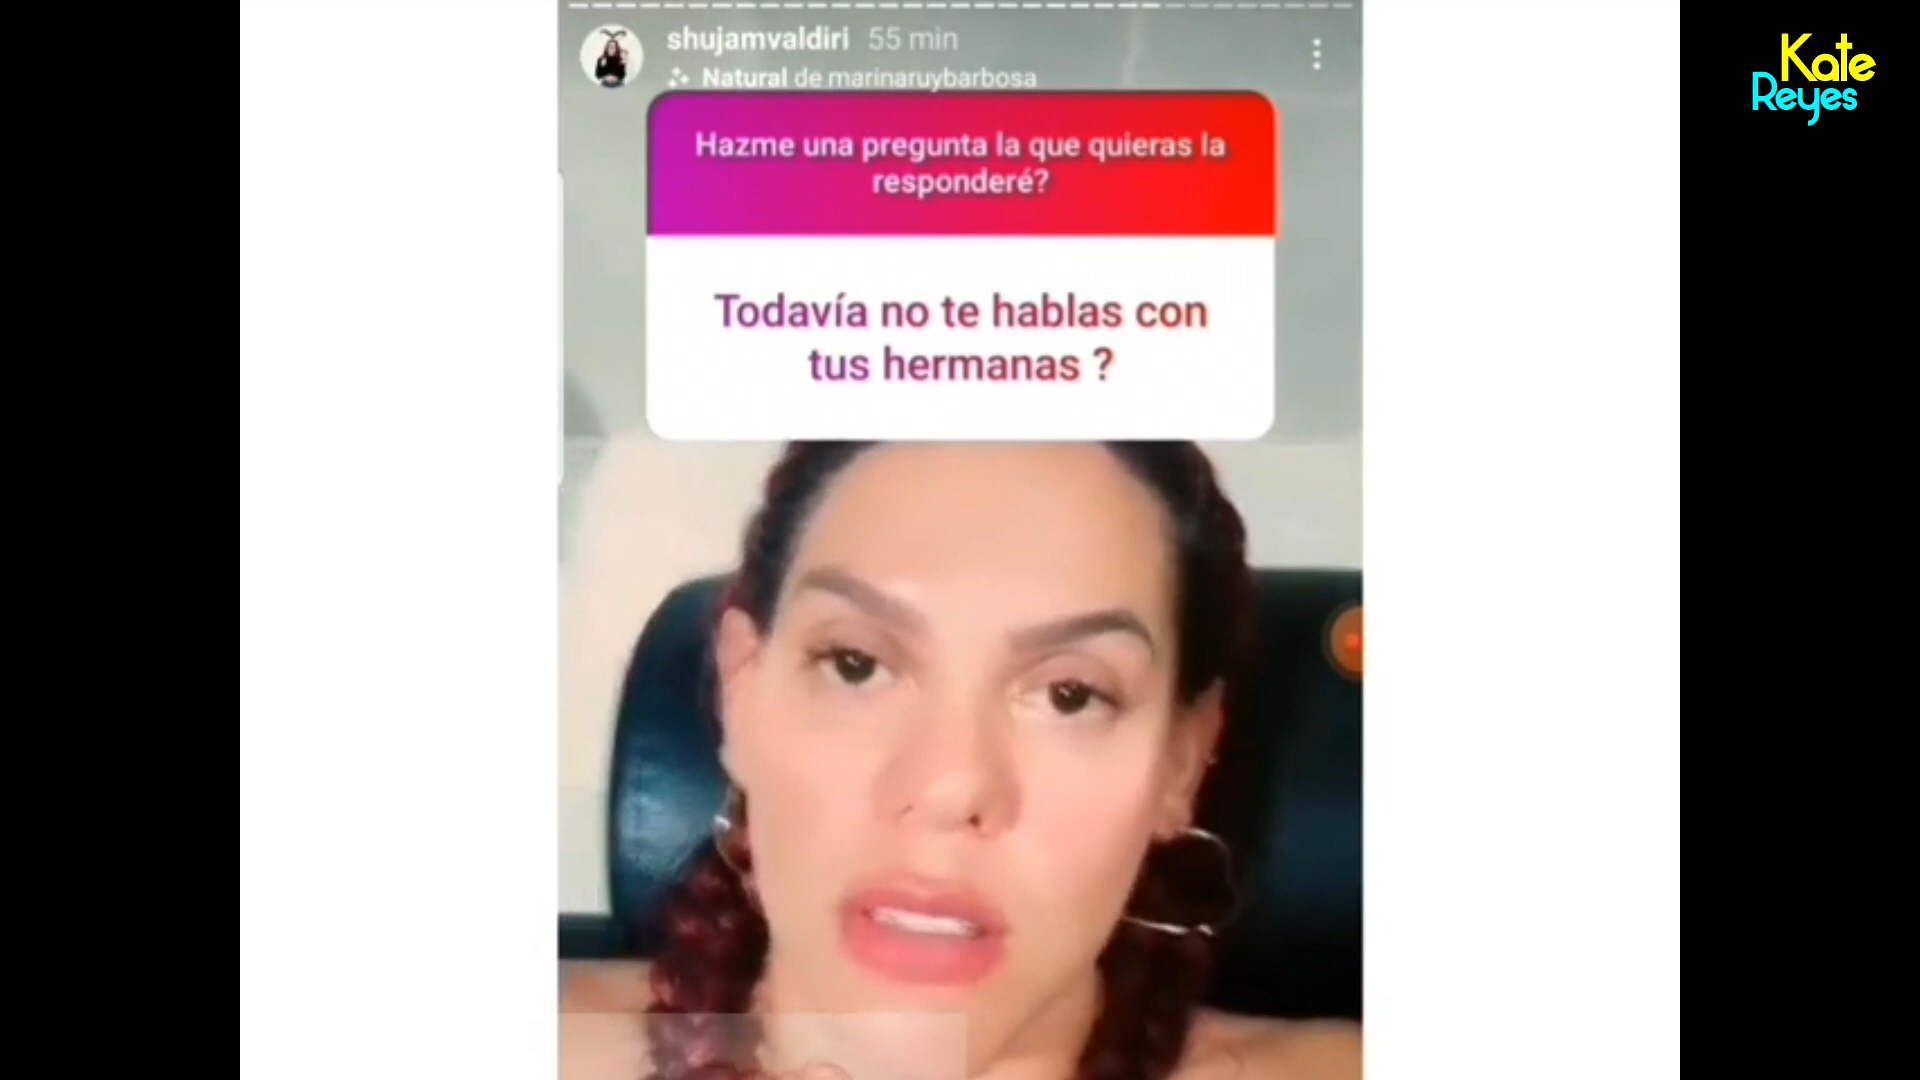 shujamvaldiri 55 min
Natural de marinaruybarbosa
Hazme una pregunta la que quieras la
responderé?
Todavía no te hablas con
tus hermanas ?
Kate
Reyes